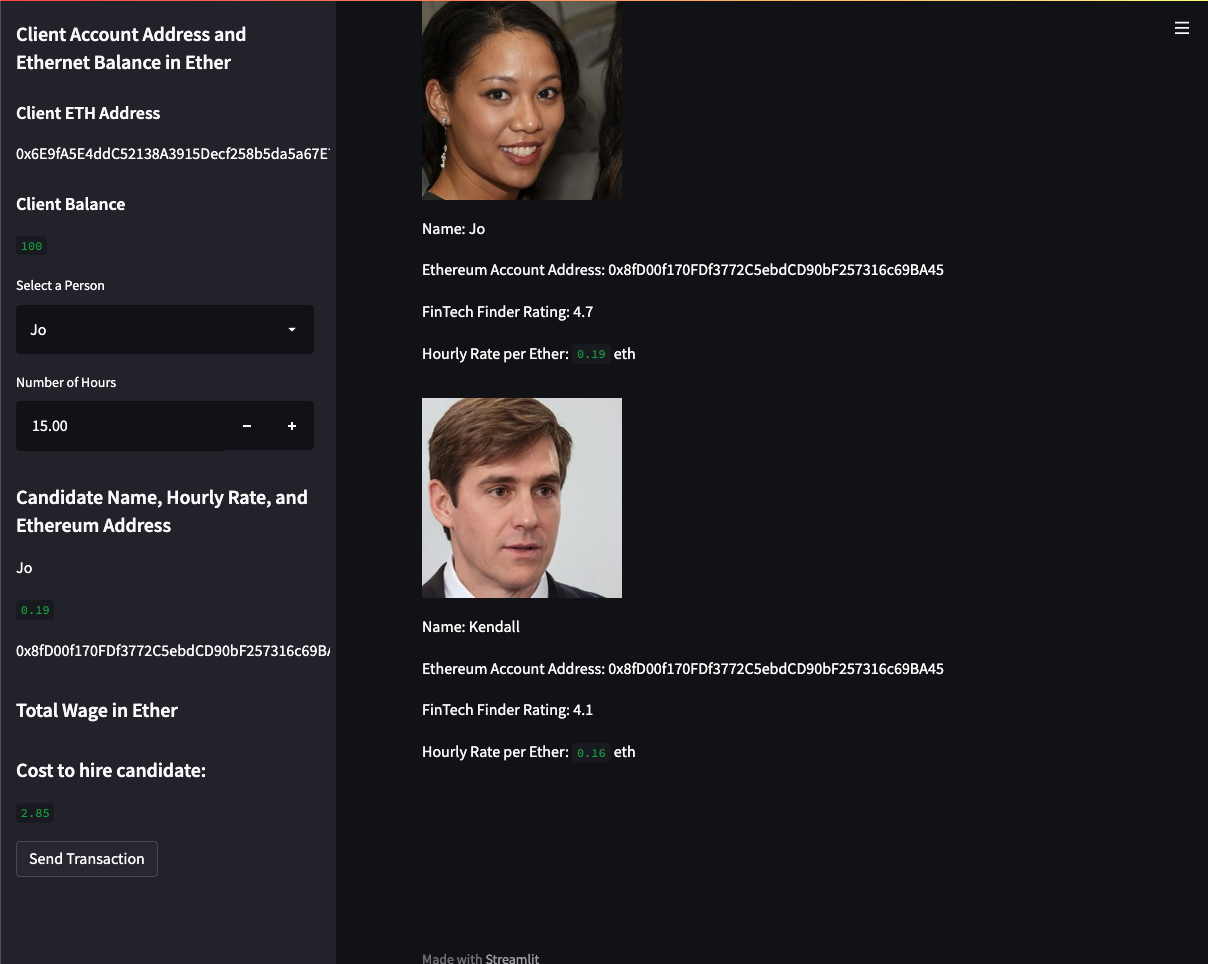 Client Account Address and
Ethernet Balance in Ether
Client ETH Address
0x6E9fA5E4ddC52138A3915Decf258b5da5a67E
Client Balance
100
Select a Person
Jo
Number of Hours
15.00
Candidate Name, Hourly Rate, and
Ethereum Address
Jo
0.19
0x8fD00f170FDf3772C5ebdCD90bF257316c69BA
Total Wage in Ether
Cost to hire candidate:
2.85
Send Transaction
Name: Jo
Ethereum Account Address: 0x8fD00f170FDf3772C5ebdCD90bF257316c69BA45
FinTech Finder Rating: 4.7
Hourly Rate per Ether: 0.19 eth
Name: Kendall
Ethereum Account Address: 0x8fD00f170FDf3772C5ebdCD90bF257316c69BA45
FinTech Finder Rating: 4.1
Hourly Rate per Ether: 0.16 eth
Made with Streamlit